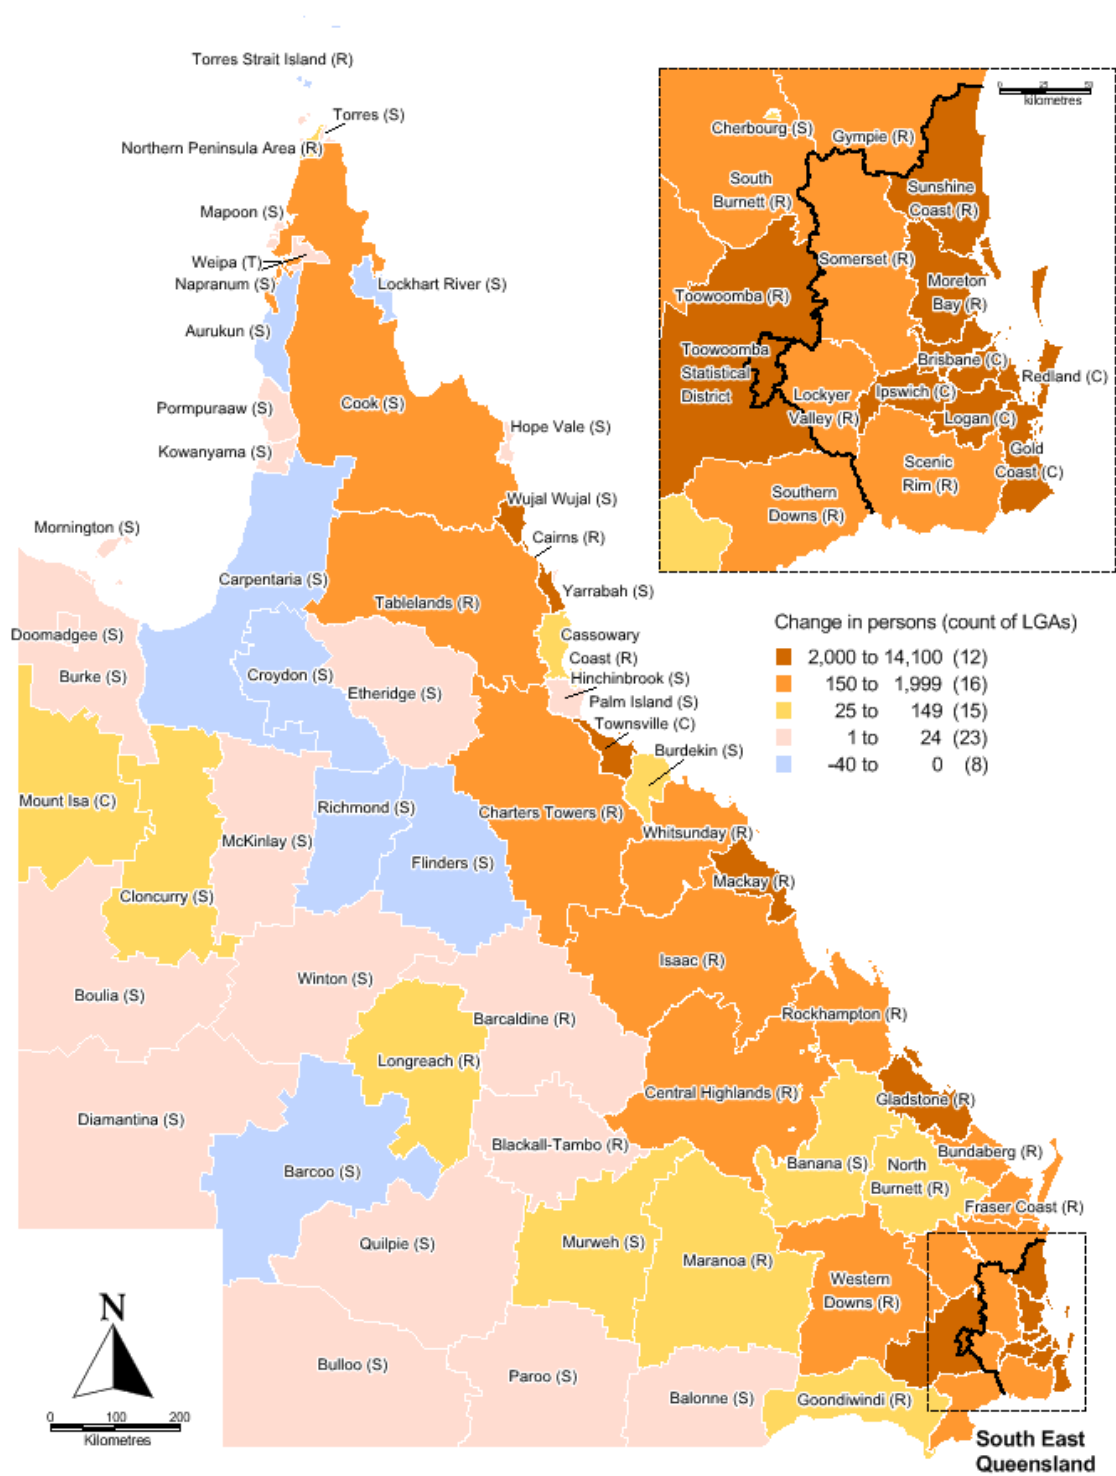 Torres Strait Island (R)
Torres (S)
Northern Peninsula Area (R)
Mapoon (S)
Weipa (T)
Napranum (S)
Lockhart River (S)
Aurukun (S)
Pormpuraaw (S)
Cook (S)
Hope Vale (S)
Kowanyama (S)
Wujal Wujal (S)
Mornington (S)
Cairns (R)
Carpentaria (S)
Yarrabah (S)
Tablelands (R)
Doomadgee (S)
Cassowary
Coast (R)
Burke (S)
Croydon (S)
Etheridge (S)
Hinchinbrook (S)
Palm Island (S)
Townsville (C)
Burdekin (S)
Mount Isa (C)
Richmond (S)
Charters Towers (R)
Whitsunday (R)
McKinlay (S)
Flinders (S)
Mackay (R)
Cloncurry (S)
Isaac (R)
Winton (S)
Boulia (S)
Barcaldine (R)
Rockhampton (R)
Longreach (R)
Central Highlands (R)
Gladstone (R)
Diamantina (S)
Blackall-Tambo (R)
Bundaberg (R)
Barcoo (S)
Banana (S)
North
Burnett (R)
Fraser Coast (R)
Quilpie (S)
Murweh (S)
Maranoa (R)
Western
Downs (R)
Bulloo (S)
Paroo (S)
Balonne (S)
Goondiwindi (R)
South East
Queensland
N
0 100 200
Kilometres
0 25 50
kilometres
Cherbourg (S)
Gympie (R)
South
Burnett (R)
Sunshine
Coast (R)
Somerset (R)
Moreton
Bay (R)
Toowoomba (R)
Toowoomba
Statistical
District
Brisbane (C)
Redland (C)
Ipswich (C)
Lockyer
Valley (R)
Logan (C)
Gold
Coast (C)
Scenic
Rim (R)
Southern
Downs (R)
Change in persons (count of LGAs)
2,000 to 14,100 (12)
150 to 1,999 (16)
25 to 149 (15)
1 to 24 (23)
-40 to 0 (8)